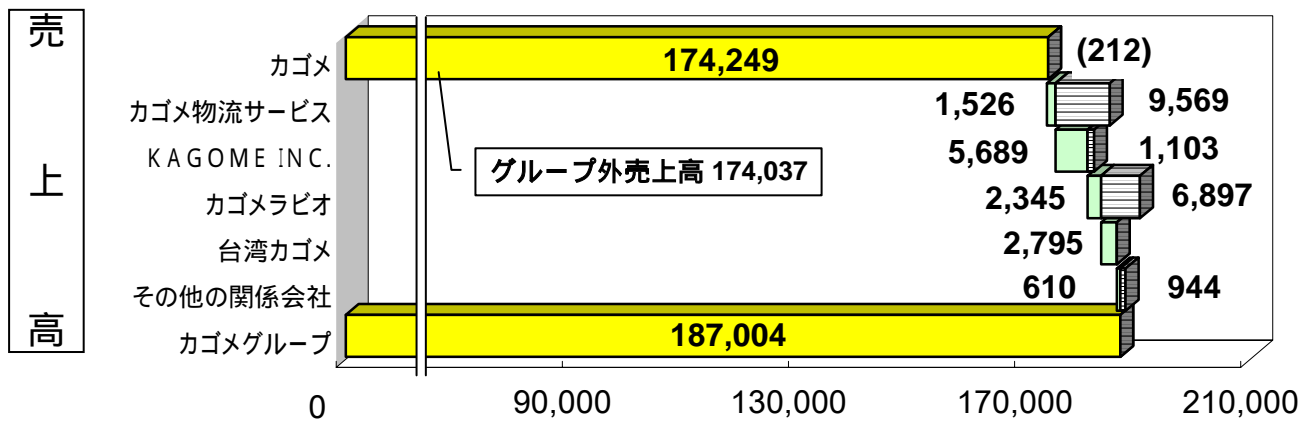 売上高
カゴメ 174,249 (212)
カゴメ物流サービス 1,526 9,569
KAGOME INC. 5,689 1,103
グループ外売上高 174,037
カゴメラビオ 2,345 6,897
台湾カゴメ 2,795
その他の関係会社 610 944
カゴメグループ 187,004
0 90,000 130,000 170,000 210,000